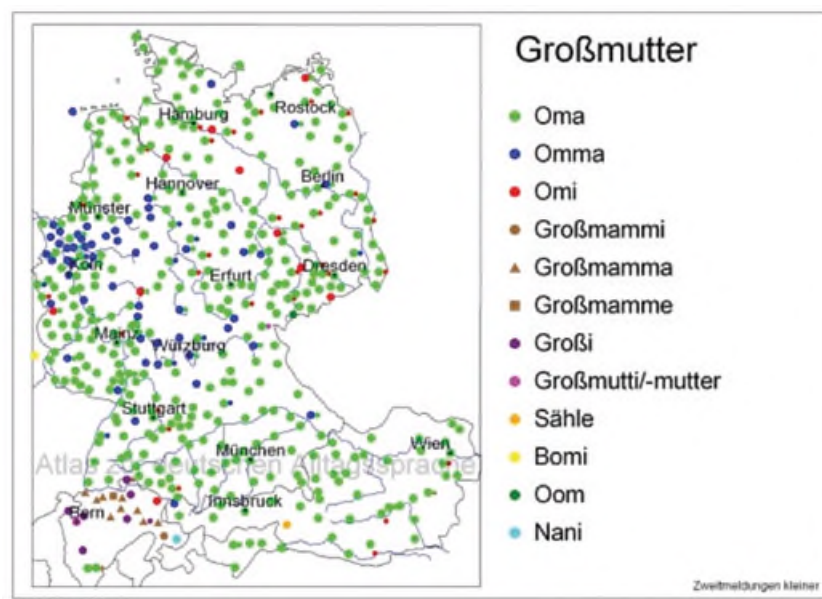 Großmutter
Oma
Omma
Omi
Großmammi
Großmamma
Großmamme
Großi
Großmutti/-mutter
Sähle
Bomi
Oom
Nani
Hamburg
Rostock
Berlin
Hannover
Münster
Köln
Erfurt
Dresden
Mainz
Würzburg
Stuttgart
München
Wien
Atlas zur deutschen Alltagssprache
Innsbruck
Bern
Zweitmeldungen kleiner